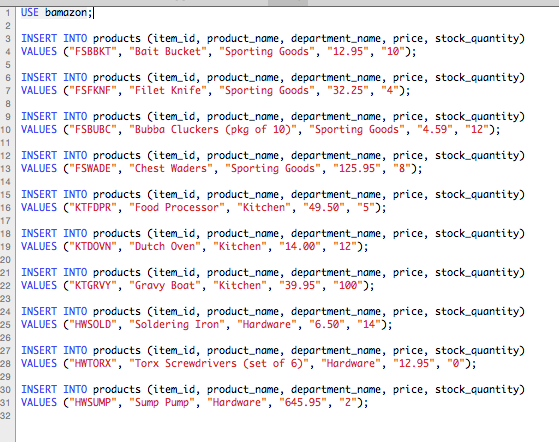 1 USE bamazon;
2
3 INSERT INTO products (item_id, product_name, department_name, price, stock_quantity)
4 VALUES ("FSBBKT", "Bait Bucket", "Sporting Goods", "12.95", "10");
5
6 INSERT INTO products (item_id, product_name, department_name, price, stock_quantity)
7 VALUES ("FSFKNF", "Filet Knife", "Sporting Goods", "32.25", "4");
8
9 INSERT INTO products (item_id, product_name, department_name, price, stock_quantity)
10 VALUES ("FSBUBC", "Bubba Cluckers (pkg of 10)", "Sporting Goods", "4.59", "12");
11
12 INSERT INTO products (item_id, product_name, department_name, price, stock_quantity)
13 VALUES ("FSWADE", "Chest Waders", "Sporting Goods", "125.95", "8");
14
15 INSERT INTO products (item_id, product_name, department_name, price, stock_quantity)
16 VALUES ("KTFDPR", "Food Processor", "Kitchen", "49.50", "5");
17
18 INSERT INTO products (item_id, product_name, department_name, price, stock_quantity)
19 VALUES ("KTDOVN", "Dutch Oven", "Kitchen", "14.00", "12");
20
21 INSERT INTO products (item_id, product_name, department_name, price, stock_quantity)
22 VALUES ("KTGRVY", "Gravy Boat", "Kitchen", "39.95", "100");
23
24 INSERT INTO products (item_id, product_name, department_name, price, stock_quantity)
25 VALUES ("HWSOLD", "Soldering Iron", "Hardware", "6.50", "14");
26
27 INSERT INTO products (item_id, product_name, department_name, price, stock_quantity)
28 VALUES ("HWTORX", "Torx Screwdrivers (set of 6)", "Hardware", "12.95", "0");
29
30 INSERT INTO products (item_id, product_name, department_name, price, stock_quantity)
31 VALUES ("HWSUMP", "Sump Pump", "Hardware", "645.95", "2");
32